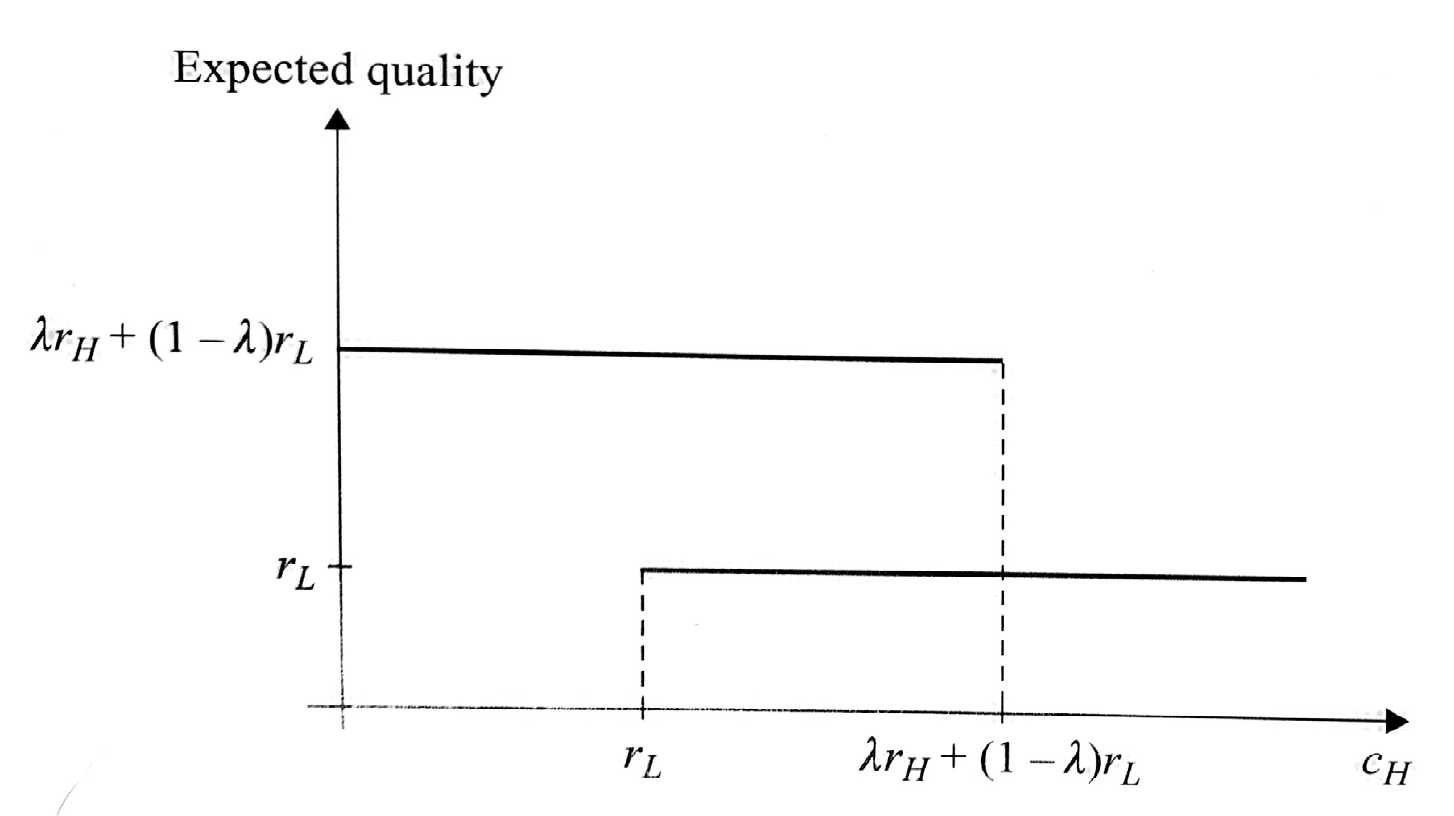 Expected quality
λr_H + (1 – λ)r_L
r_L
r_L
λr_H + (1 – λ)r_L
c_H